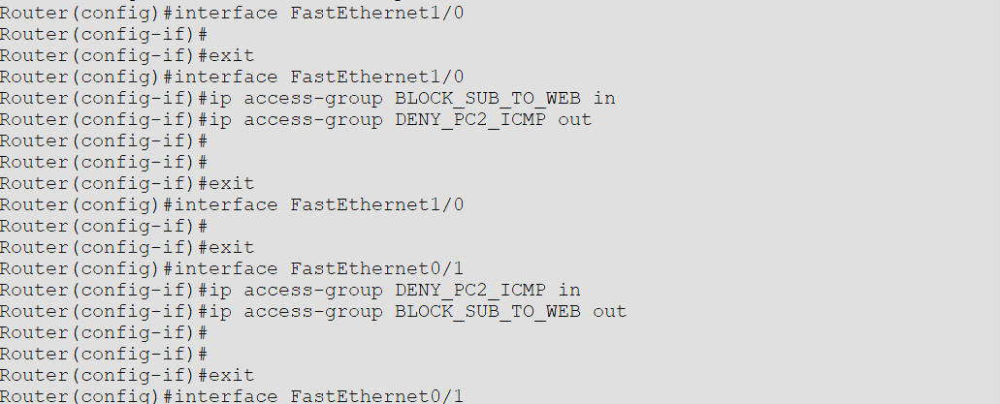 Router(config)#interface FastEthernet1/0
Router(config-if)#
Router(config-if)#exit
Router(config)#interface FastEthernet1/0
Router(config-if)#ip access-group BLOCK_SUB_TO_WEB in
Router(config-if)#ip access-group DENY_PC2_ICMP out
Router(config-if)#
Router(config-if)#
Router(config-if)#exit
Router(config)#interface FastEthernet1/0
Router(config-if)#
Router(config-if)#exit
Router(config)#interface FastEthernet0/1
Router(config-if)#ip access-group DENY_PC2_ICMP in
Router(config-if)#ip access-group BLOCK_SUB_TO_WEB out
Router(config-if)#
Router(config-if)#
Router(config-if)#exit
Router(config)#interface FastEthernet0/1